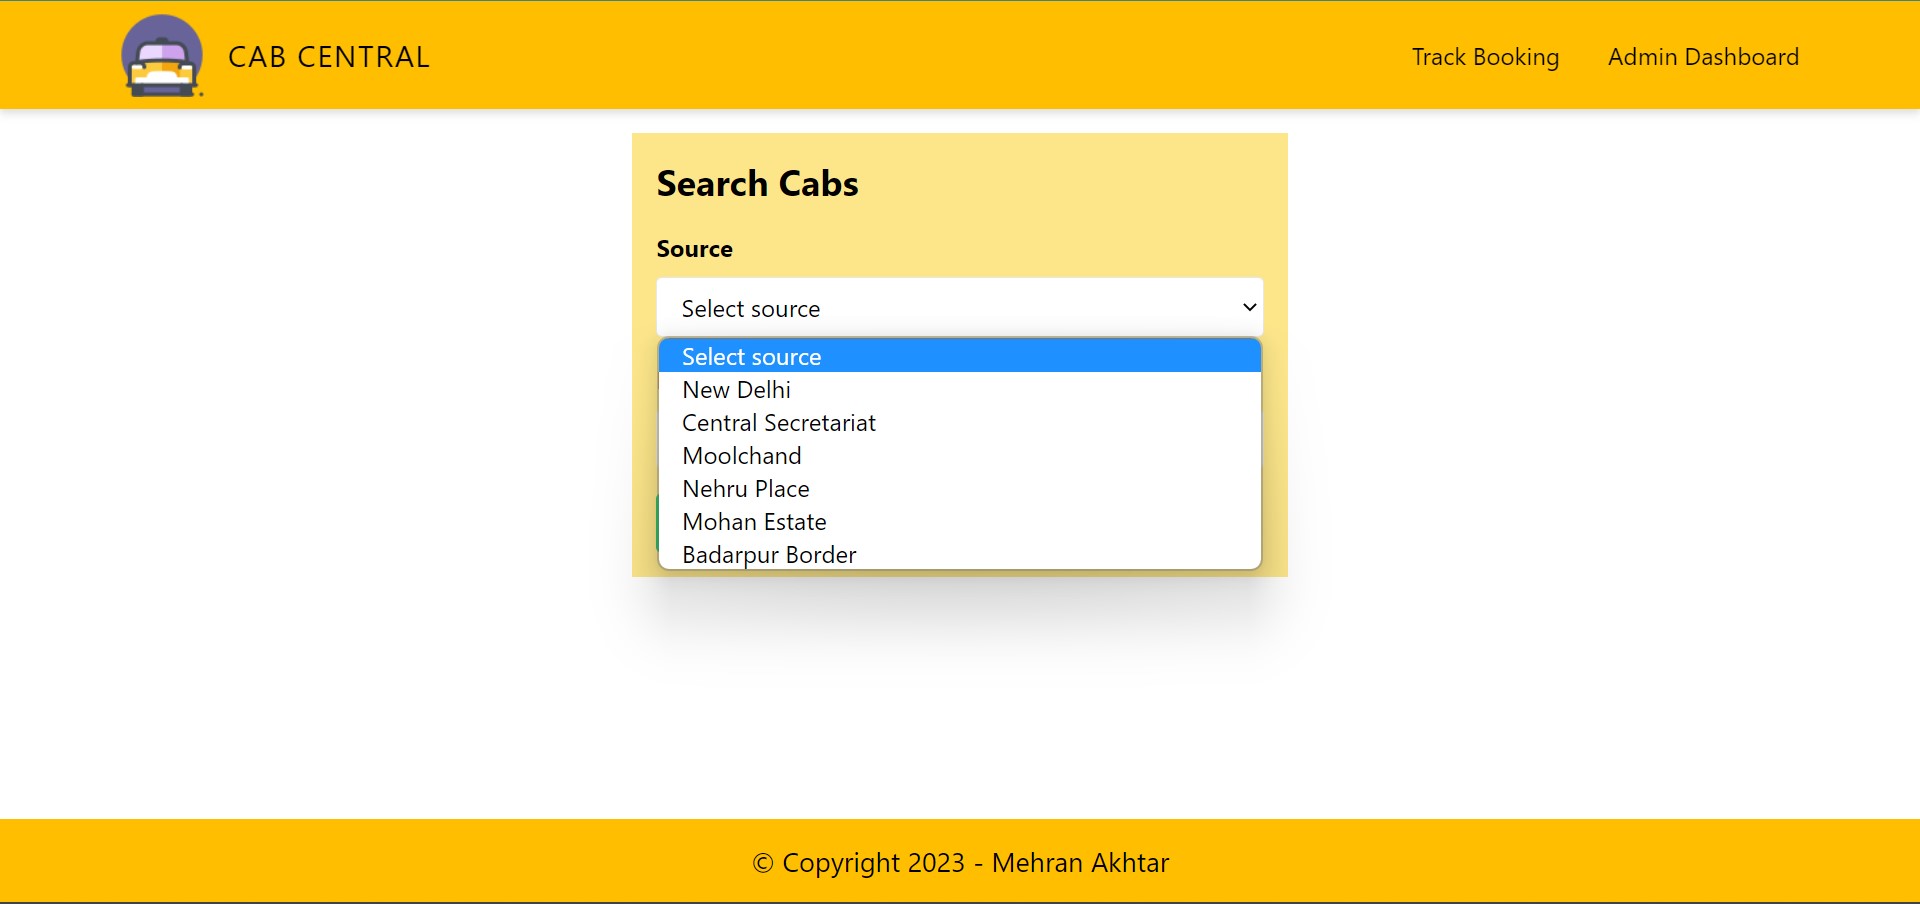 CAB CENTRAL
Track Booking
Admin Dashboard
Search Cabs
Source
Select source
Select source
New Delhi
Central Secretariat
Moolchand
Nehru Place
Mohan Estate
Badarpur Border
© Copyright 2023 - Mehran Akhtar